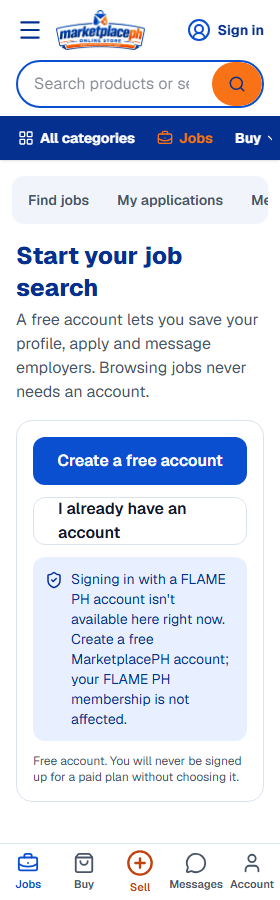 marketplaceph
ONLINE STORE
Sign in
Search products or se
All categories
Jobs
Buy
Find jobs
My applications
Me
Start your job
search
A free account lets you save your
profile, apply and message
employers. Browsing jobs never
needs an account.
Create a free account
I already have an
account
Signing in with a FLAME
PH account isn't
available here right now.
Create a free
MarketplacePH account;
your FLAME PH
membership is not
affected.
Free account. You will never be signed
up for a paid plan without choosing it.
Jobs
Buy
Sell
Messages
Account